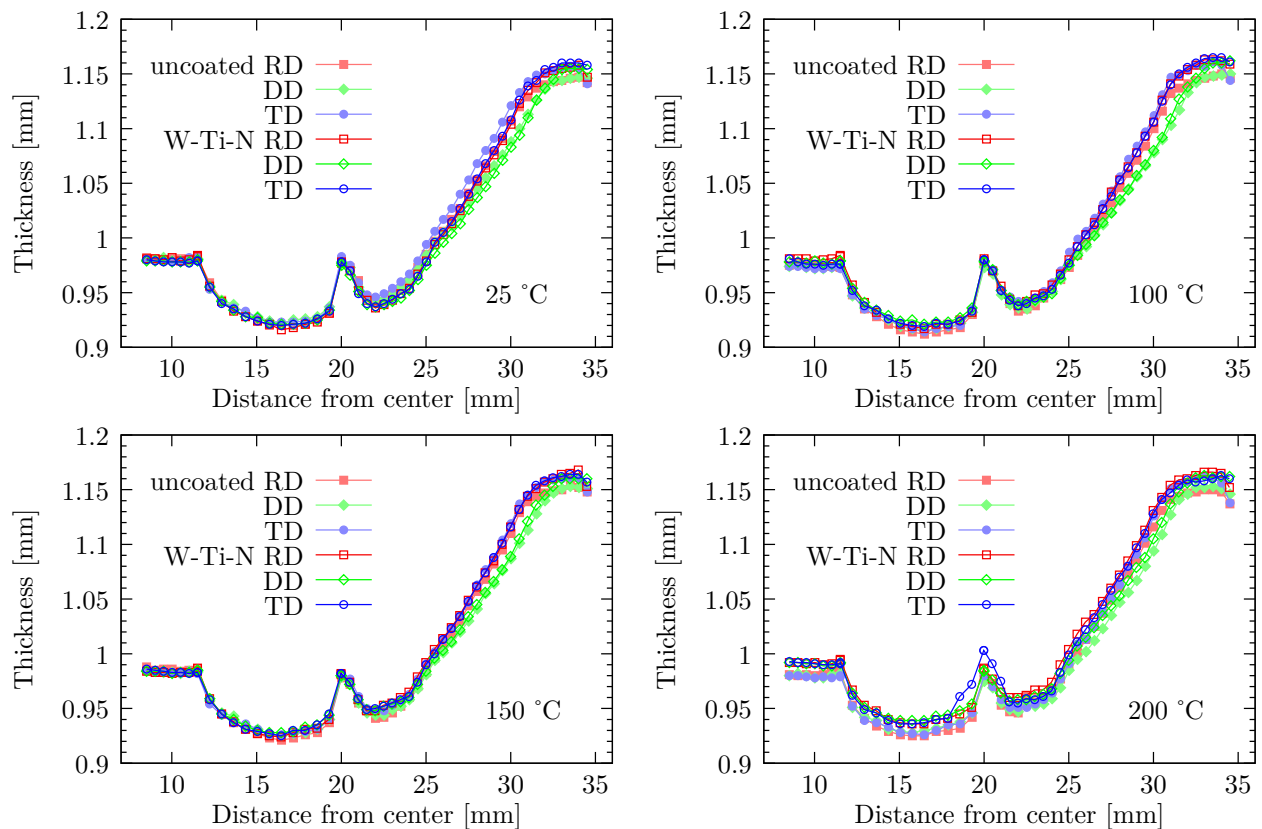 1.2
1.15
1.1
1.05
1
0.95
0.9
Thickness [mm]
uncoated RD
DD
TD
W-Ti-N RD
DD
TD
25 ˚C
10 15 20 25 30 35
Distance from center [mm]
1.2
1.15
1.1
1.05
1
0.95
0.9
Thickness [mm]
uncoated RD
DD
TD
W-Ti-N RD
DD
TD
100 ˚C
10 15 20 25 30 35
Distance from center [mm]
1.2
1.15
1.1
1.05
1
0.95
0.9
Thickness [mm]
uncoated RD
DD
TD
W-Ti-N RD
DD
TD
150 ˚C
10 15 20 25 30 35
Distance from center [mm]
1.2
1.15
1.1
1.05
1
0.95
0.9
Thickness [mm]
uncoated RD
DD
TD
W-Ti-N RD
DD
TD
200 ˚C
10 15 20 25 30 35
Distance from center [mm]